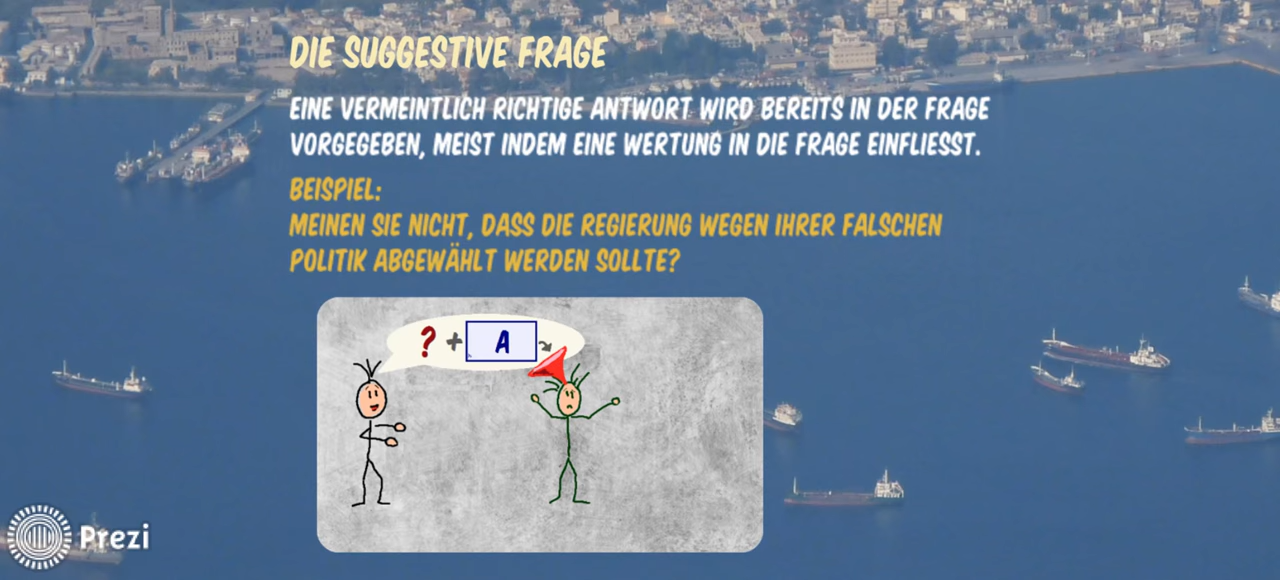 DIE SUGGESTIVE FRAGE
EINE VERMEINTLICH RICHTIGE ANTWORT WIRD BEREITS IN DER FRAGE
VORGEGEBEN, MEIST INDEM EINE WERTUNG IN DIE FRAGE EINFLIESST.
BEISPIEL:
MEINEN SIE NICHT, DASS DIE REGIERUNG WEGEN IHRER FALSCHEN
POLITIK ABGEWÄHLT WERDEN SOLLTE?
? + A
Prezi